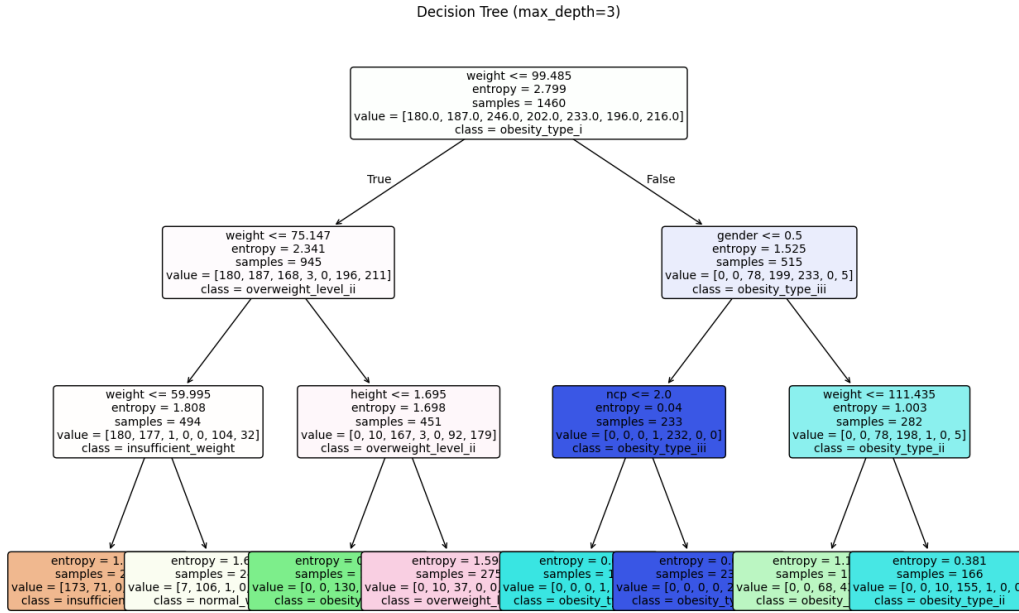 Decision Tree (max_depth=3)
weight <= 99.485
entropy = 2.799
samples = 1460
value = [180.0, 187.0, 246.0, 202.0, 233.0, 196.0, 216.0]
class = obesity_type_i
True
False
weight <= 75.147
entropy = 2.341
samples = 945
value = [180, 187, 168, 3, 0, 196, 211]
class = overweight_level_ii
gender <= 0.5
entropy = 1.525
samples = 515
value = [0, 0, 78, 199, 233, 0, 5]
class = obesity_type_iii
weight <= 59.995
entropy = 1.808
samples = 494
value = [180, 177, 1, 0, 0, 104, 32]
class = insufficient_weight
height <= 1.695
entropy = 1.698
samples = 451
value = [0, 10, 167, 3, 0, 92, 179]
class = overweight_level_ii
ncp <= 2.0
entropy = 0.04
samples = 233
value = [0, 0, 0, 1, 232, 0, 0]
class = obesity_type_iii
weight <= 111.435
entropy = 1.003
samples = 282
value = [0, 0, 78, 198, 1, 0, 5]
class = obesity_type_ii
entropy = 1.
samples = 2
value = [173, 71, 0,
class = insufficien
entropy = 1.6
samples = 2
value = [7, 106, 1, 0,
class = normal_
entropy = 0
samples =
value = [0, 0, 130,
class = obesity
entropy = 1.59
samples = 275
value = [0, 10, 37, 0, 0,
class = overweight_
entropy = 0.
samples = 1
value = [0, 0, 0, 1,
class = obesity_t
entropy = 0.
samples = 23
value = [0, 0, 0, 0, 2
class = obesity_typ
entropy = 1.1
samples = 1
value = [0, 0, 68, 4
class = obesity_
entropy = 0.381
samples = 166
value = [0, 0, 10, 155, 1, 0, 0]
class = obesity_type_ii